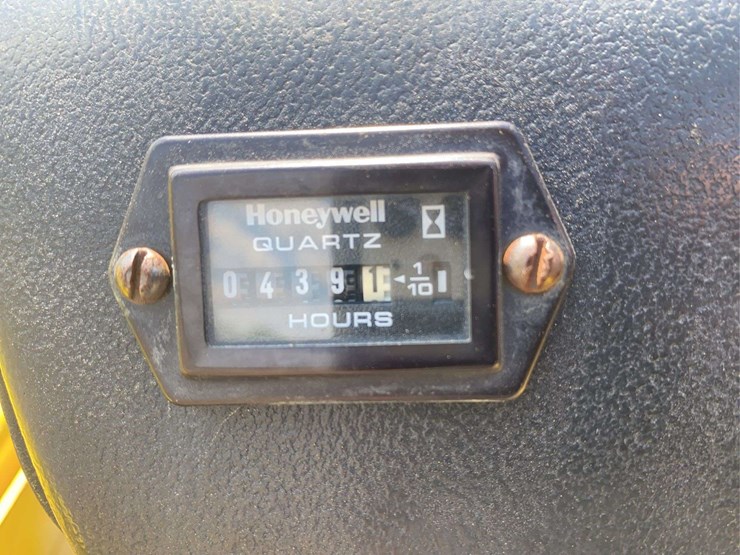 Honeywell
QUARTZ
0 4 3 9 1 1/10
HOURS